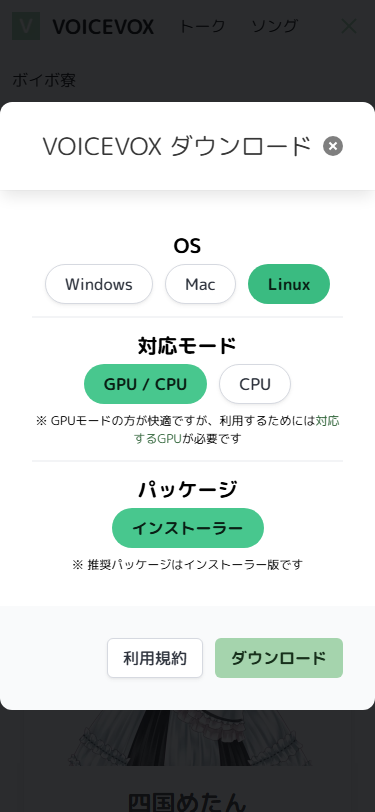 V VOICEVOX トーク ソング
ボイボ寮
VOICEVOX ダウンロード
OS
Windows Mac Linux
対応モード
GPU / CPU CPU
※ GPUモードの方が快適ですが、利用するためには対応
するGPUが必要です
パッケージ
インストーラー
※ 推奨パッケージはインストーラー版です
利用規約 ダウンロード
四国めたん